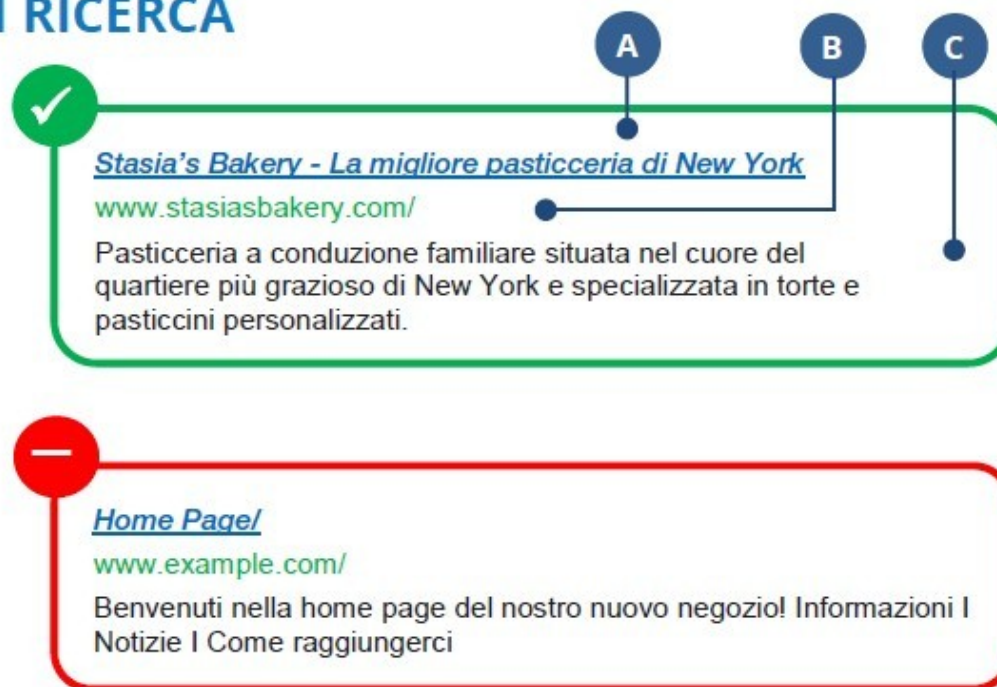 RICERCA
A B C
Stasia's Bakery - La migliore pasticceria di New York
www.stasiasbakery.com/
Pasticceria a conduzione familiare situata nel cuore del
quartiere più grazioso di New York e specializzata in torte e
pasticcini personalizzati.
Home Page/
www.example.com/
Benvenuti nella home page del nostro nuovo negozio! Informazioni I
Notizie I Come raggiungerci